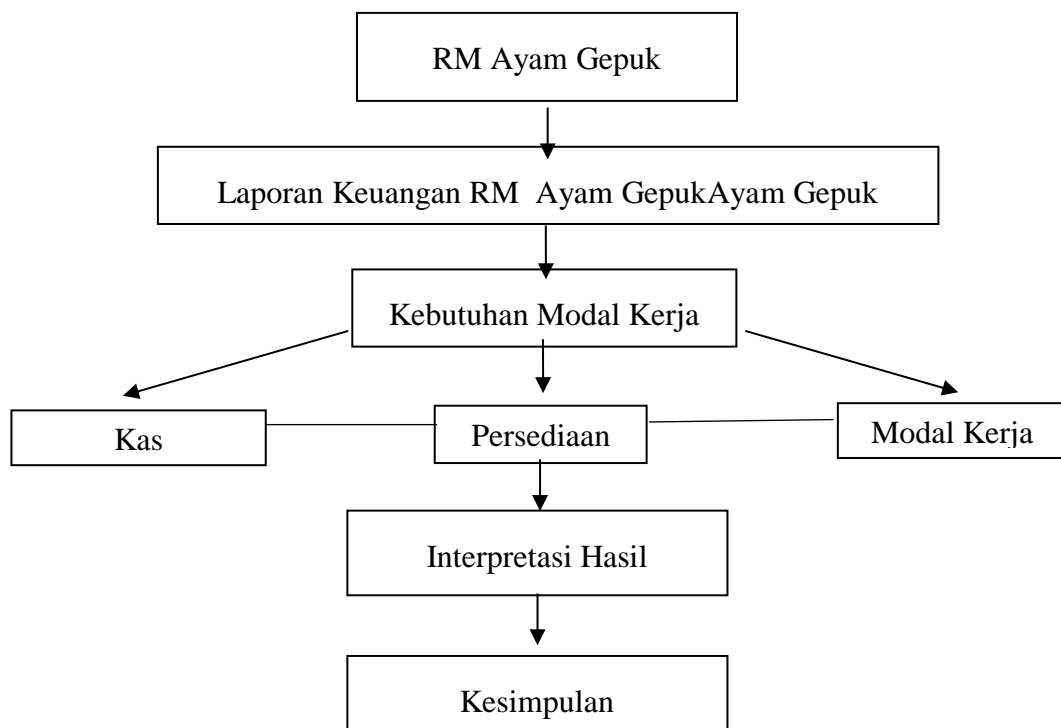 RM Ayam Gepuk
Laporan Keuangan RM  Ayam GepukAyam Gepuk
Kebutuhan Modal Kerja
Kas
Persediaan
Modal Kerja
Interpretasi Hasil
Kesimpulan